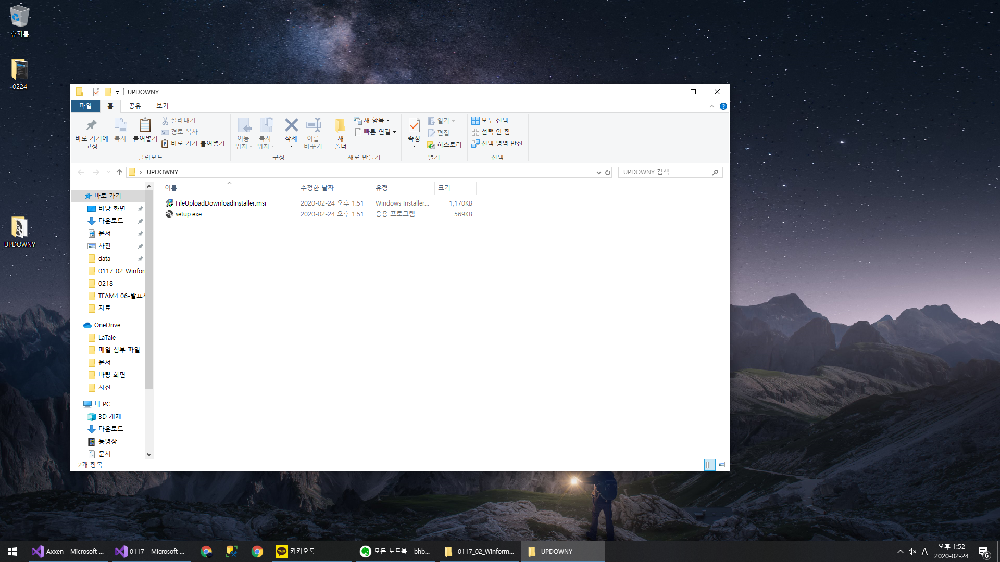 휴지통
0224
UPDOWNY
UPDOWNY
파일
홈
공유
보기
바로 가기에
고정
복사
붙여넣기
잘라내기
경로 복사
바로 가기 붙여넣기
클립보드
이동
위치
복사
위치
삭제
이름
바꾸기
구성
새
폴더
새 항목
빠른 연결
새로 만들기
속성
열기
편집
히스토리
열기
모두 선택
선택 안 함
선택 영역 반전
선택
UPDOWNY
UPDOWNY 검색
바로 가기
바탕 화면
다운로드
문서
사진
data
0117_02_Winfor
0218
TEAM4 06-발표
자료
OneDrive
LaTale
메일 첨부 파일
문서
바탕 화면
사진
내 PC
3D 개체
다운로드
동영상
문서
이름 수정한 날짜 유형 크기
FileUploadDownloadInstaller.msi 2020-02-24 오후 1:51 Windows Installer... 1,170KB
setup.exe 2020-02-24 오후 1:51 응용 프로그램 569KB
2개 항목
Axxen - Microsoft ...
0117 - Microsoft ...
TALK
카카오톡
모든 노트북 - bhb...
0117_02_Winform...
UPDOWNY
A
오후 1:52
2020-02-24
6